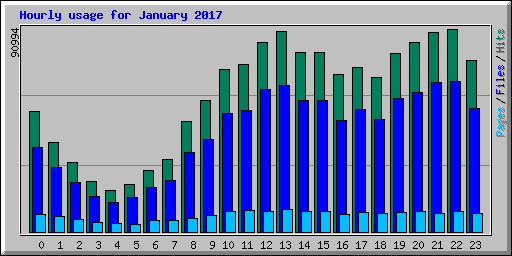 Hourly usage for January 2017
90994
Pages / Files / Hits
0 1 2 3 4 5 6 7 8 9 10 11 12 13 14 15 16 17 18 19 20 21 22 23